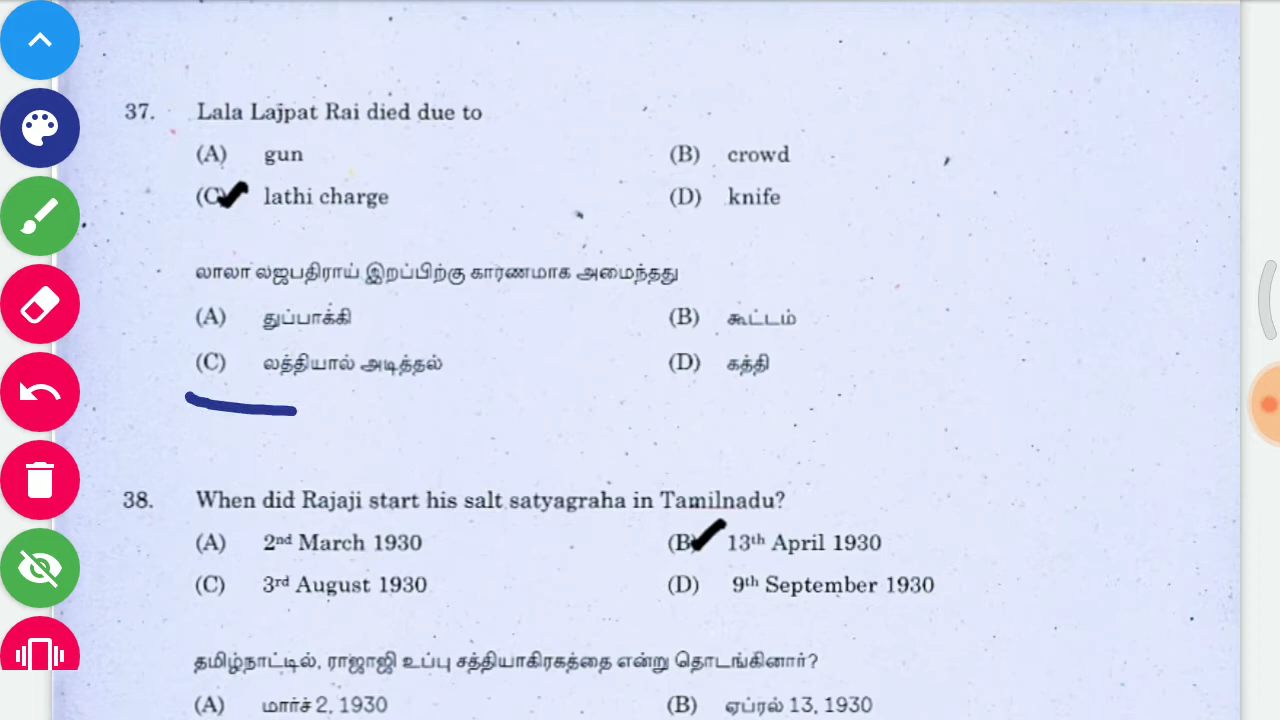 37. Lala Lajpat Rai died due to
(A) gun (B) crowd
(C) lathi charge (D) knife
லாலா லஜபதிராய் இறப்பிற்கு காரணமாக அமைந்தது
(A) துப்பாக்கி (B) கூட்டம்
(C) லத்தியால் அடித்தல் (D) கத்தி
38. When did Rajaji start his salt satyagraha in Tamilnadu?
(A) 2nd March 1930 (B) 13th April 1930
(C) 3rd August 1930 (D) 9th September 1930
தமிழ்நாட்டில், ராஜாஜி உப்பு சத்தியாகிரகத்தை என்று தொடங்கினார்?
(A) மார்ச் 2, 1930 (B) ஏப்ரல் 13, 1930